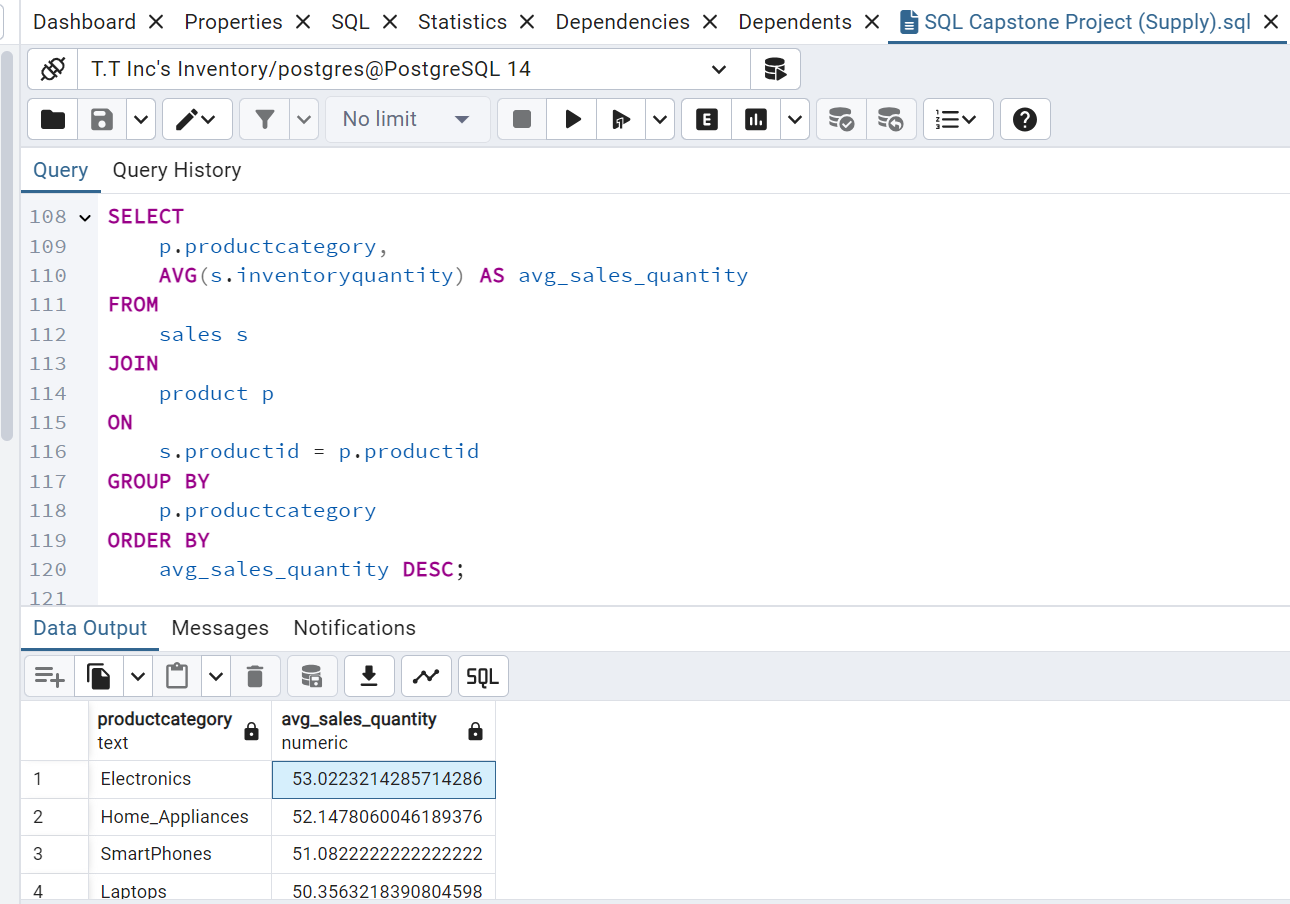 Dashboard × Properties × SQL × Statistics × Dependencies × Dependents × SQL Capstone Project (Supply).sql ×
T.T Inc's Inventory/postgres@PostgreSQL 14
No limit E
Query Query History
108 SELECT
109 p.productcategory,
110 AVG(s.inventoryquantity) AS avg_sales_quantity
111 FROM
112 sales s
113 JOIN
114 product p
115 ON
116 s.productid = p.productid
117 GROUP BY
118 p.productcategory
119 ORDER BY
120 avg_sales_quantity DESC;
121
Data Output Messages Notifications
SQL
productcategory avg_sales_quantity
text numeric
1 Electronics 53.0223214285714286
2 Home_Appliances 52.1478060046189376
3 SmartPhones 51.0822222222222222
4 Laptops 50.3563218390804598